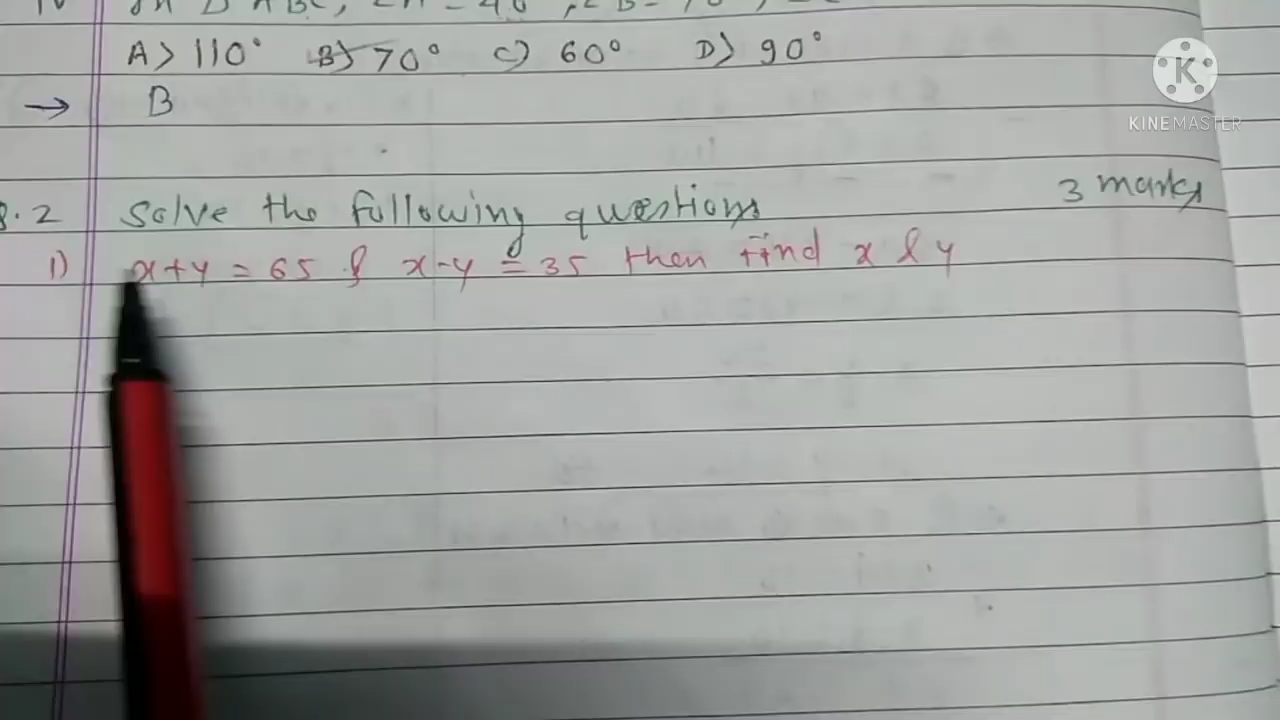 A) 110° B) 70° C) 60° D) 90°
→ B
KINEMASTER
.2 Solve the following questions 3 marks
1) x+y = 65 & x-y = 35 then find x & y